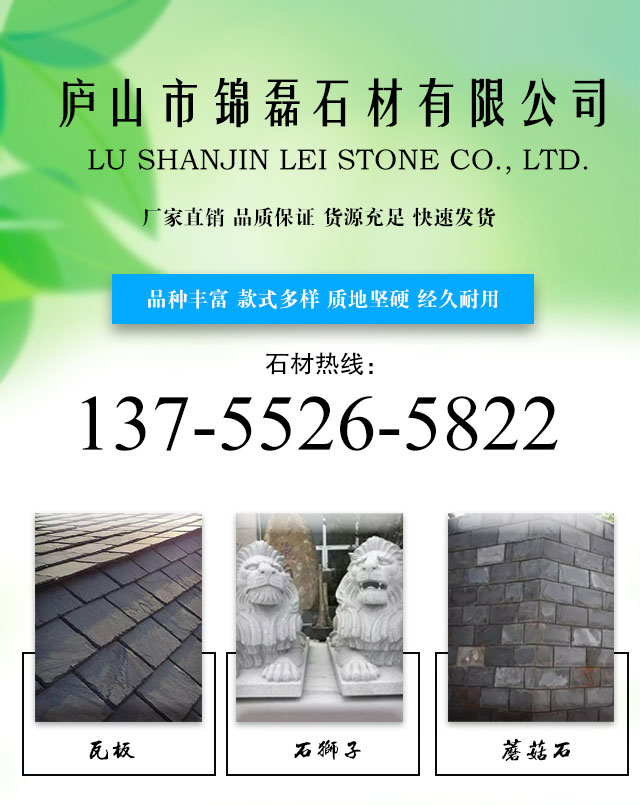 庐山市锦磊石材有限公司
LU SHANJIN LEI STONE CO., LTD.
厂家直销 品质保证 货源充足 快速发货
品种丰富 款式多样 质地坚硬 经久耐用
石材热线：
137-5526-5822
瓦板
石獅子
蘑菇石